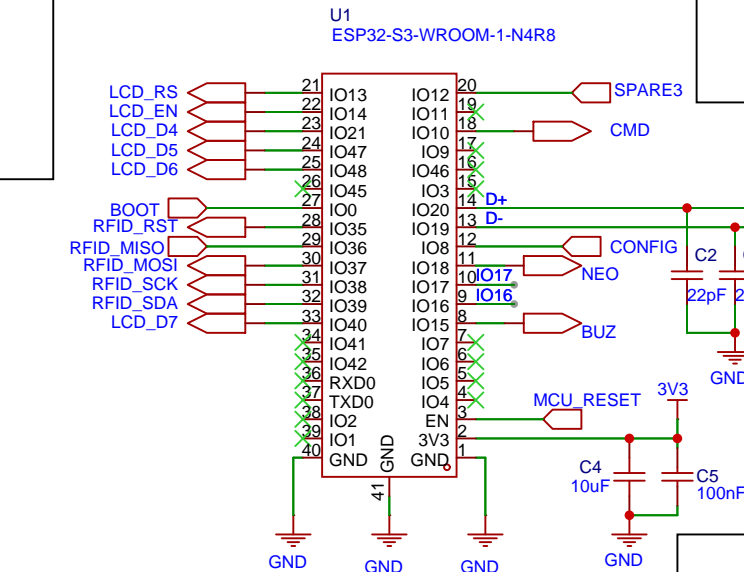 U1
ESP32-S3-WROOM-1-N4R8
LCD_RS 21 IO13 IO12 20 SPARE3
LCD_EN 22 IO14 IO11 19
LCD_D4 23 IO21 IO10 18 CMD
LCD_D5 24 IO47 IO9 17
LCD_D6 25 IO48 IO46 16
26 IO45 IO3 15
BOOT 27 IO0 IO20 14 D+
RFID_RST 28 IO35 IO19 13 D-
RFID_MISO 29 IO36 IO8 12 CONFIG
RFID_MOSI 30 IO37 IO18 11 NEO
RFID_SCK 31 IO38 IO17 10 IO17
RFID_SDA 32 IO39 IO16 9 IO16
LCD_D7 33 IO40 IO15 8 BUZ
34 IO41 IO7 7
35 IO42 IO6 6
36 RXD0 IO5 5
37 TXD0 IO4 4
38 IO2 EN 3 MCU_RESET
39 IO1 3V3 2
40 GND GND GND 1
41
C2
22pF
GND
3V3
C4
10uF
C5
100nF
GND
GND
GND
GND